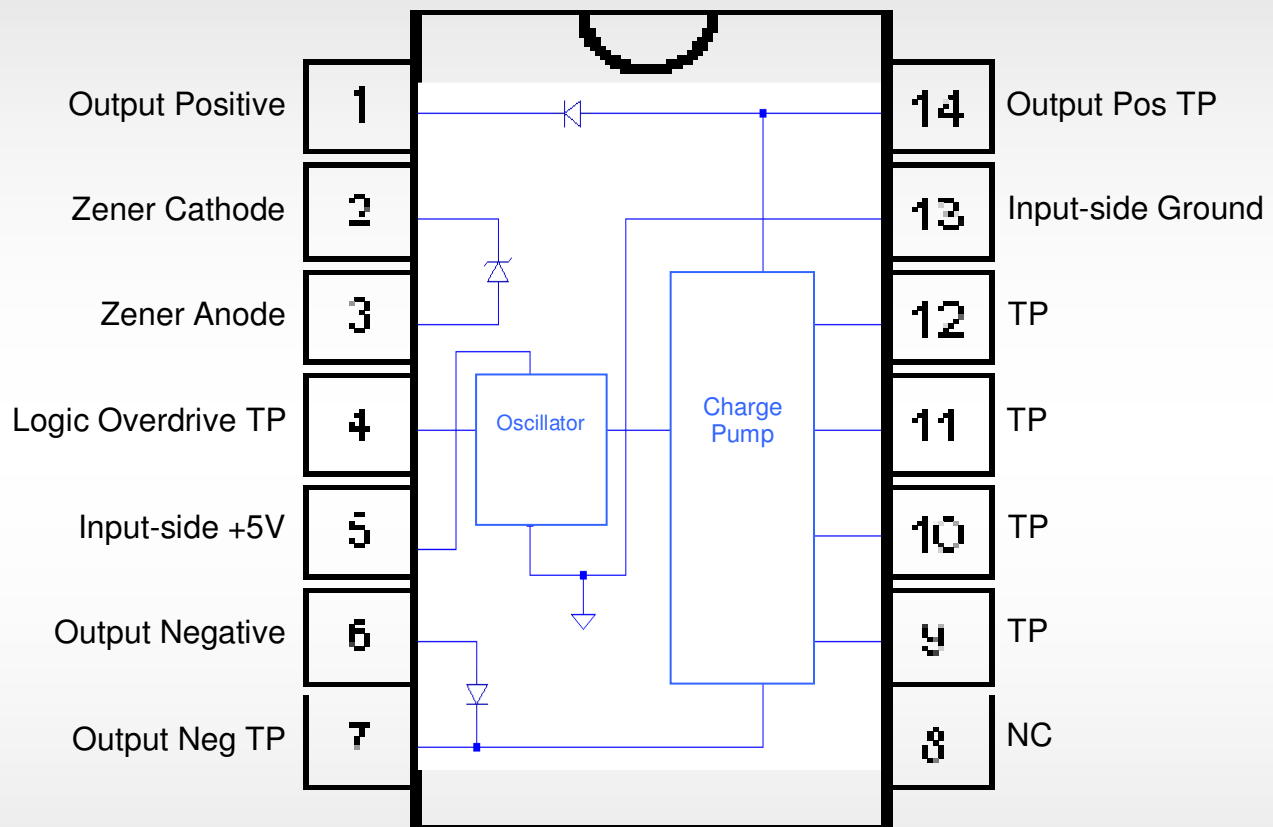 Output Positive 1
Zener Cathode 2
Zener Anode 3
Logic Overdrive TP 4
Input-side +5V 5
Output Negative 6
Output Neg TP 7
Oscillator
Charge
Pump
14 Output Pos TP
13 Input-side Ground
12 TP
11 TP
10 TP
9 TP
8 NC